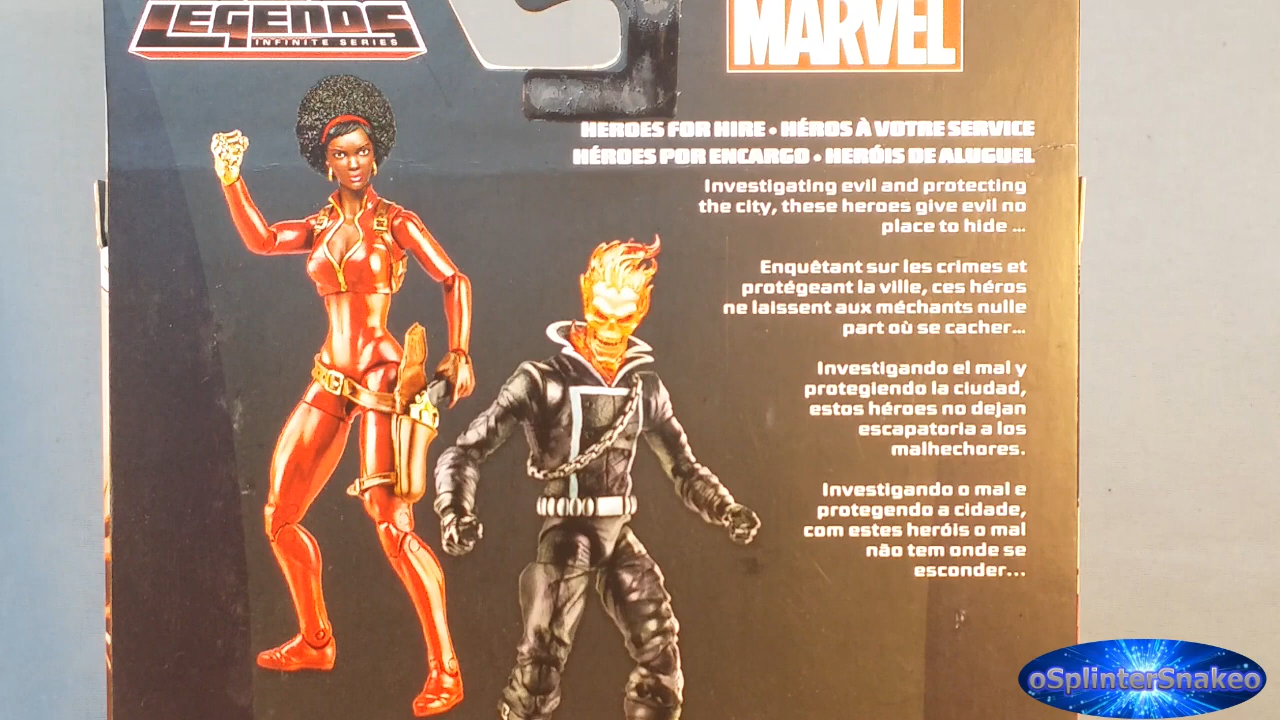 LEGENDS
INFINITE SERIES
MARVEL
HEROES FOR HIRE • HÉROS À VOTRE SERVICE
HÉROES POR ENCARGO • HERÓIS DE ALUGUEL
Investigating evil and protecting
the city, these heroes give evil no
place to hide ...
Enquêtant sur les crimes et
protégeant la ville, ces héros
ne laissent aux méchants nulle
part où se cacher...
Investigando el mal y
protegiendo la ciudad,
estos héroes no dejan
escapatoria a los
malhechores.
Investigando o mal e
protegendo a cidade,
com estes heróis o mal
não tem onde se
esconder...
oSplinterSnakeo